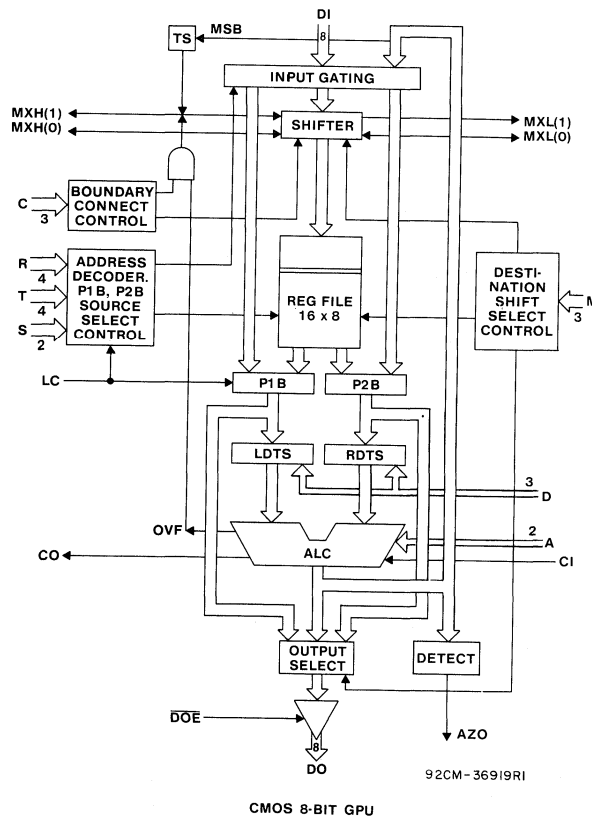 DI
TS
MSB
8
INPUT GATING
MXH(1)
MXH(0)
SHIFTER
MXL(1)
MXL(0)
C
3
BOUNDARY
CONNECT
CONTROL
R
4
T
4
S
2
ADDRESS
DECODER.
P1B, P2B
SOURCE
SELECT
CONTROL
REG FILE
16 x 8
DESTI-
NATION
SHIFT
SELECT
CONTROL
3
LC
P1B
P2B
LDTS
RDTS
3
D
OVF
2
A
ALC
CO
CI
OUTPUT
SELECT
DETECT
DOE
AZO
8
DO
92CM-36919R1
CMOS 8-BIT GPU